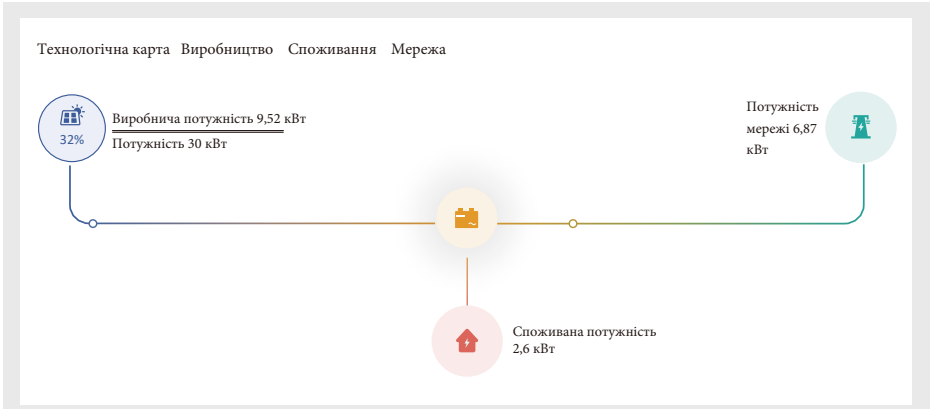 Технологічна карта Виробництво Споживання Мережа
32%
Виробнича потужність 9,52 кВт
Потужність 30 кВт
Потужність
мережі 6,87
кВт
Споживана потужність
2,6 кВт